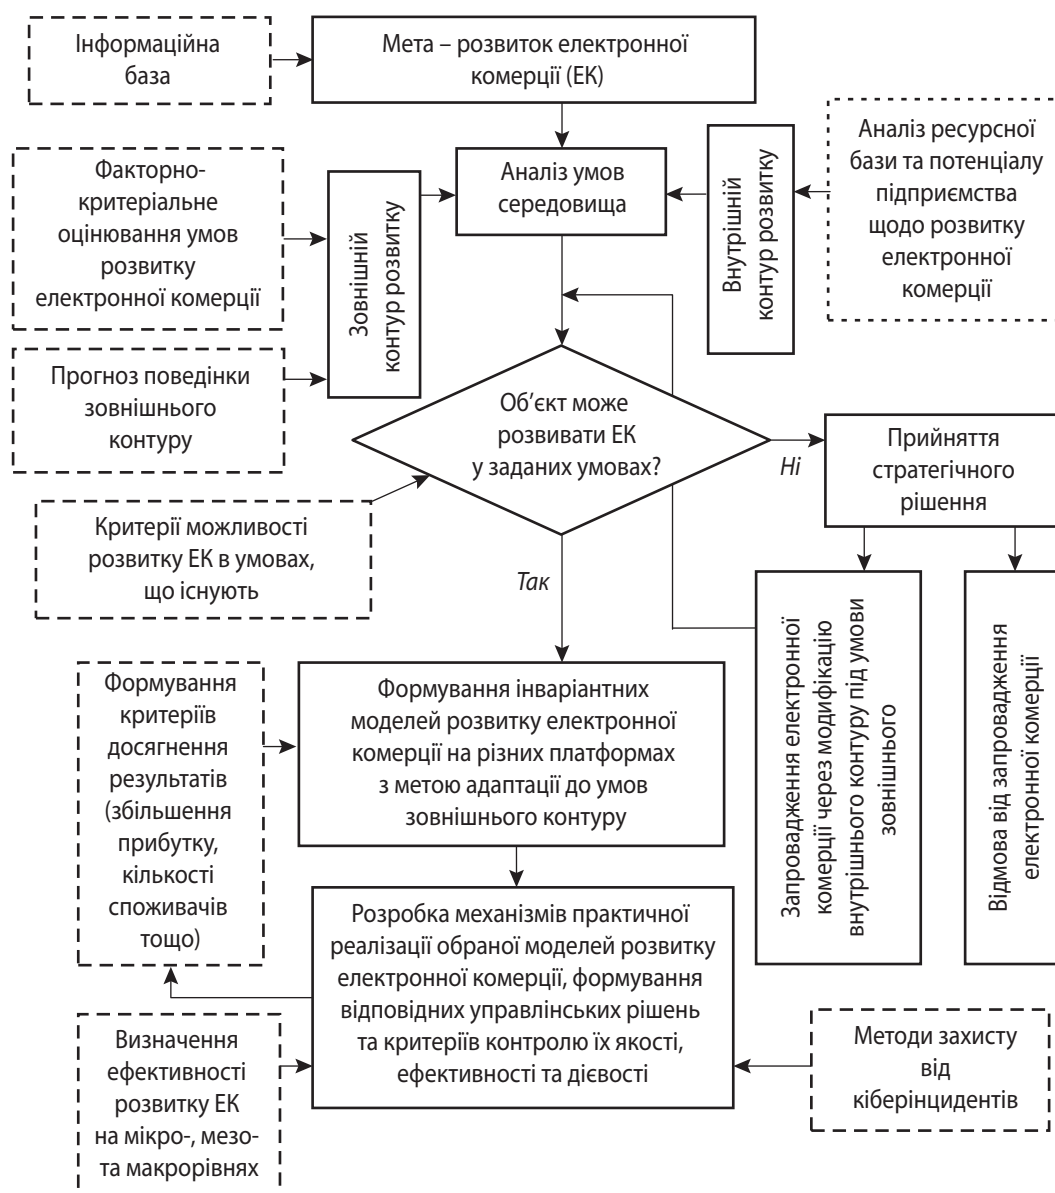 Інформаційна
база
Мета – розвиток електронної
комерції (ЕК)
Факторно-
критеріальне
оцінювання умов
розвитку
електронної комерції
Зовнішній
контур розвитку
Аналіз умов
середовища
Внутрішній
контур розвитку
Аналіз ресурсної
бази та потенціалу
підприємства
щодо розвитку
електронної
комерції
Прогноз поведінки
зовнішнього
контуру
Об’єкт може
розвивати ЕК
у заданих умовах?
Ні
Прийняття
стратегічного
рішення
Критерії можливості
розвитку ЕК в умовах,
що існують
Так
Запровадження електронної
комерції через модифікацію
внутрішнього контуру під умови
зовнішнього
Відмова від запровадження
електронної комерції
Формування
критеріїв
досягнення
результатів
(збільшення
прибутку,
кількості
споживачів
тощо)
Формування інваріантних
моделей розвитку електронної
комерції на різних платформах
з метою адаптації до умов
зовнішнього контуру
Розробка механізмів практичної
реалізації обраної моделей розвитку
електронної комерції, формування
відповідних управлінських рішень
та критеріїв контролю їх якості,
ефективності та дієвості
Визначення
ефективності
розвитку ЕК
на мікро-, мезо-
та макрорівнях
Методи захисту
від
кіберінцидентів